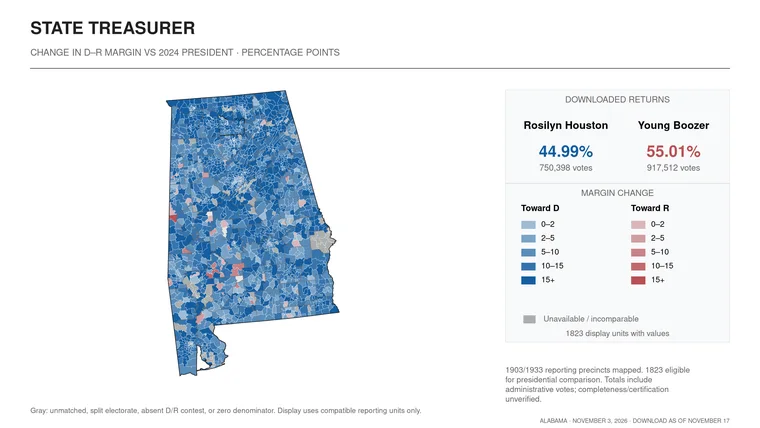 STATE TREASURER
CHANGE IN D–R MARGIN VS 2024 PRESIDENT · PERCENTAGE POINTS
DOWNLOADED RETURNS
Rosilyn Houston Young Boozer
44.99% 55.01%
750,398 votes 917,512 votes
MARGIN CHANGE
Toward D Toward R
0–2 0–2
2–5 2–5
5–10 5–10
10–15 10–15
15+ 15+
Unavailable / incomparable
1823 display units with values
1903/1933 reporting precincts mapped. 1823 eligible
for presidential comparison. Totals include
administrative votes; completeness/certification
unverified.
Gray: unmatched, split electorate, absent D/R contest, or zero denominator. Display uses compatible reporting units only.
ALABAMA · NOVEMBER 3, 2026 · DOWNLOAD AS OF NOVEMBER 17